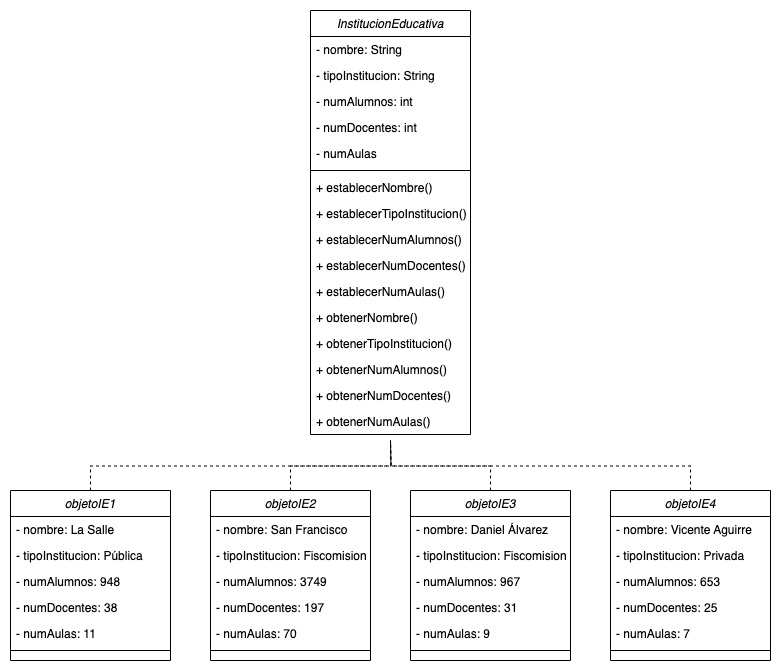 InstitucionEducativa
- nombre: String
- tipoInstitucion: String
- numAlumnos: int
- numDocentes: int
- numAulas
+ establecerNombre()
+ establecerTipoInstitucion()
+ establecerNumAlumnos()
+ establecerNumDocentes()
+ establecerNumAulas()
+ obtenerNombre()
+ obtenerTipoInstitucion()
+ obtenerNumAlumnos()
+ obtenerNumDocentes()
+ obtenerNumAulas()
objetoIE1
- nombre: La Salle
- tipoInstitucion: Pública
- numAlumnos: 948
- numDocentes: 38
- numAulas: 11
objetoIE2
- nombre: San Francisco
- tipoInstitucion: Fiscomision
- numAlumnos: 3749
- numDocentes: 197
- numAulas: 70
objetoIE3
- nombre: Daniel Álvarez
- tipoInstitucion: Fiscomision
- numAlumnos: 967
- numDocentes: 31
- numAulas: 9
objetoIE4
- nombre: Vicente Aguirre
- tipoInstitucion: Privada
- numAlumnos: 653
- numDocentes: 25
- numAulas: 7